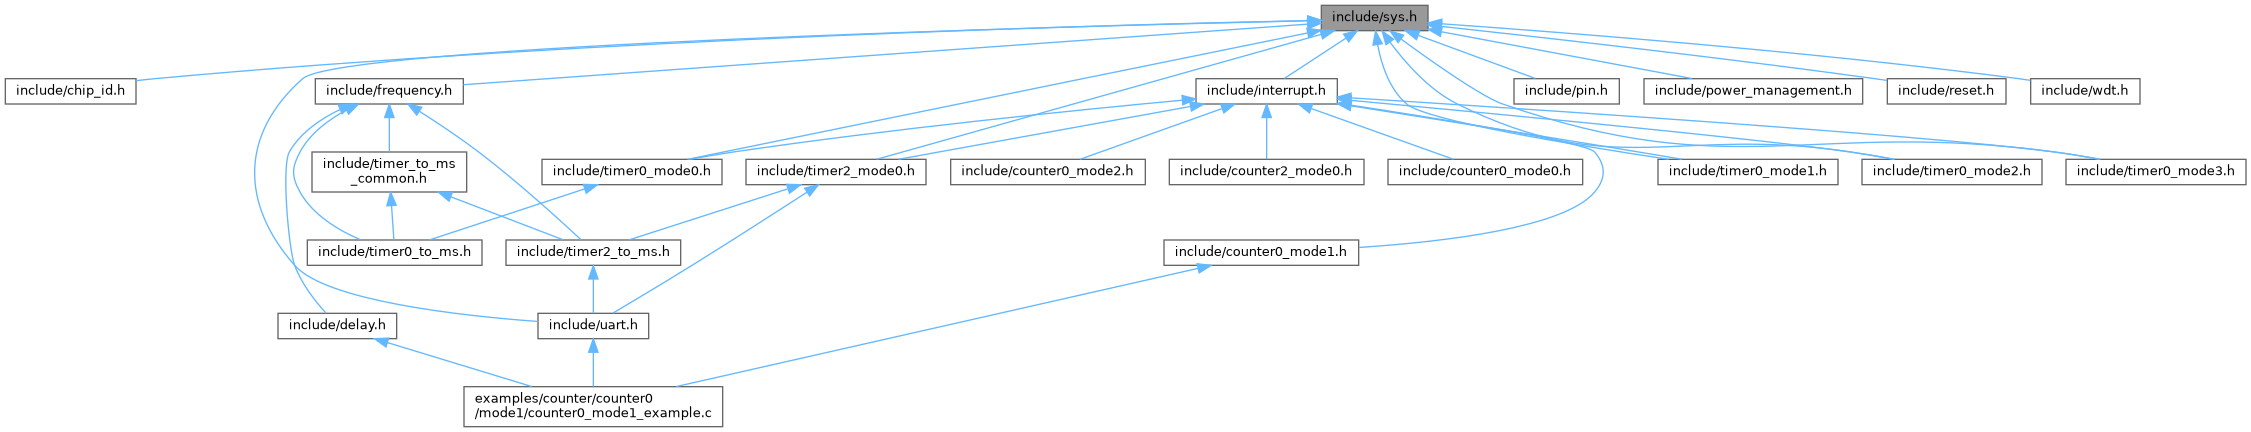 include/sys.h
include/chip_id.h
include/frequency.h
include/interrupt.h
include/pin.h
include/power_management.h
include/reset.h
include/wdt.h
include/timer_to_ms
_common.h
include/timer0_mode0.h
include/timer2_mode0.h
include/counter0_mode2.h
include/counter2_mode0.h
include/counter0_mode0.h
include/timer0_mode1.h
include/timer0_mode2.h
include/timer0_mode3.h
include/timer0_to_ms.h
include/timer2_to_ms.h
include/counter0_mode1.h
include/delay.h
include/uart.h
examples/counter/counter0
/mode1/counter0_mode1_example.c